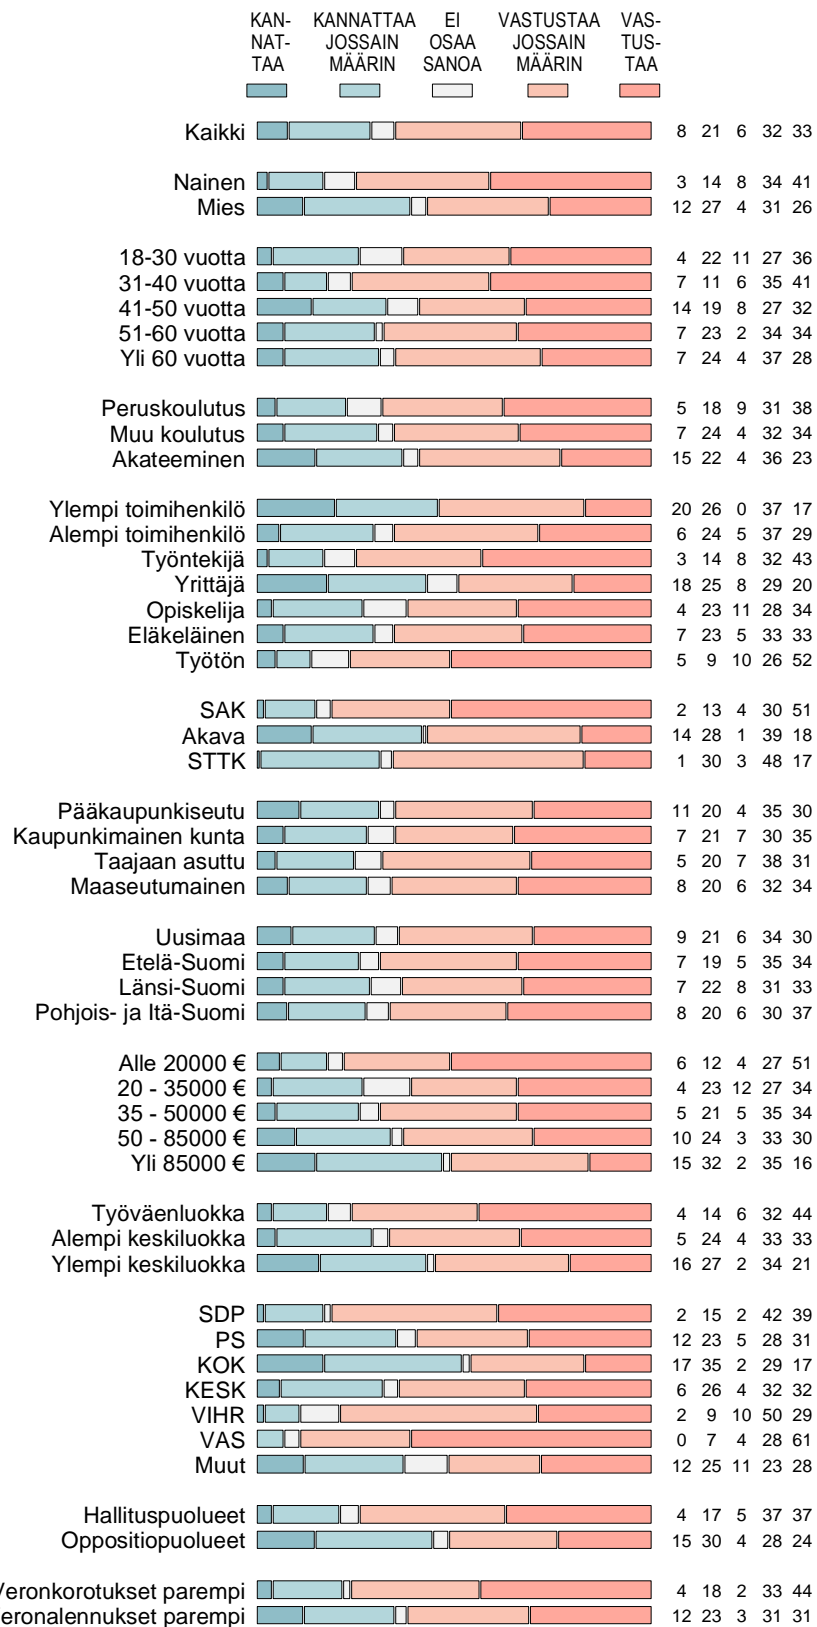 KAN- KANNATTAA EI VASTUSTAA VAS-
NAT- JOSSAIN OSAA JOSSAIN TUS-
TAA MÄÄRIN SANOA MÄÄRIN TAA
Kaikki 8 21 6 32 33
Nainen 3 14 8 34 41
Mies 12 27 4 31 26
18-30 vuotta 4 22 11 27 36
31-40 vuotta 7 11 6 35 41
41-50 vuotta 14 19 8 27 32
51-60 vuotta 7 23 2 34 34
Yli 60 vuotta 7 24 4 37 28
Peruskoulutus 5 18 9 31 38
Muu koulutus 7 24 4 32 34
Akateeminen 15 22 4 36 23
Ylempi toimihenkilö 20 26 0 37 17
Alempi toimihenkilö 6 24 5 37 29
Työntekijä 3 14 8 32 43
Yrittäjä 18 25 8 29 20
Opiskelija 4 23 11 28 34
Eläkeläinen 7 23 5 33 33
Työtön 5 9 10 26 52
SAK 2 13 4 30 51
Akava 14 28 1 39 18
STTK 1 30 3 48 17
Pääkaupunkiseutu 11 20 4 35 30
Kaupunkimainen kunta 7 21 7 30 35
Taajaan asuttu 5 20 7 38 31
Maaseutumainen 8 20 6 32 34
Uusimaa 9 21 6 34 30
Etelä-Suomi 7 19 5 35 34
Länsi-Suomi 7 22 8 31 33
Pohjois- ja Itä-Suomi 8 20 6 30 37
Alle 20000 € 6 12 4 27 51
20 - 35000 € 4 23 12 27 34
35 - 50000 € 5 21 5 35 34
50 - 85000 € 10 24 3 33 30
Yli 85000 € 15 32 2 35 16
Työväenluokka 4 14 6 32 44
Alempi keskiluokka 5 24 4 33 33
Ylempi keskiluokka 16 27 2 34 21
SDP 2 15 2 42 39
PS 12 23 5 28 31
KOK 17 35 2 29 17
KESK 6 26 4 32 32
VIHR 2 9 10 50 29
VAS 0 7 4 28 61
Muut 12 25 11 23 28
Hallituspuolueet 4 17 5 37 37
Oppositiopuolueet 15 30 4 28 24
Veronkorotukset parempi 4 18 2 33 44
eronalennukset parempi 12 23 3 31 31